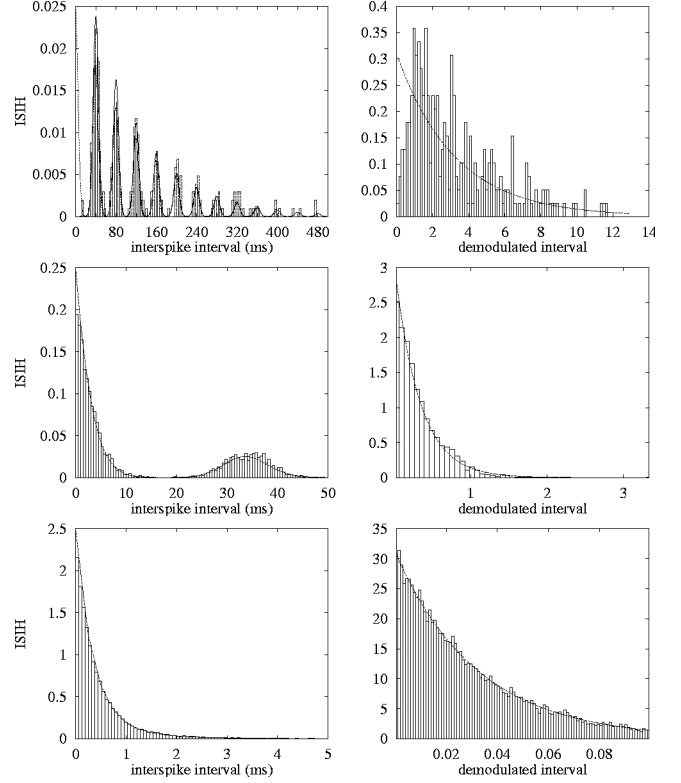 0.025
0.02
0.015
0.01
0.005
0
ISIH
0 80 160 240 320 400 480
interspike interval (ms)
0.4
0.35
0.3
0.25
0.2
0.15
0.1
0.05
0
0 2 4 6 8 10 12 14
demodulated interval
0.25
0.2
0.15
0.1
0.05
0
ISIH
0 10 20 30 40 50
interspike interval (ms)
3
2.5
2
1.5
1
0.5
0
1 2 3
demodulated interval
2.5
2
1.5
1
0.5
0
ISIH
0 1 2 3 4 5
interspike interval (ms)
35
30
25
20
15
10
5
0
0.02 0.04 0.06 0.08
demodulated interval